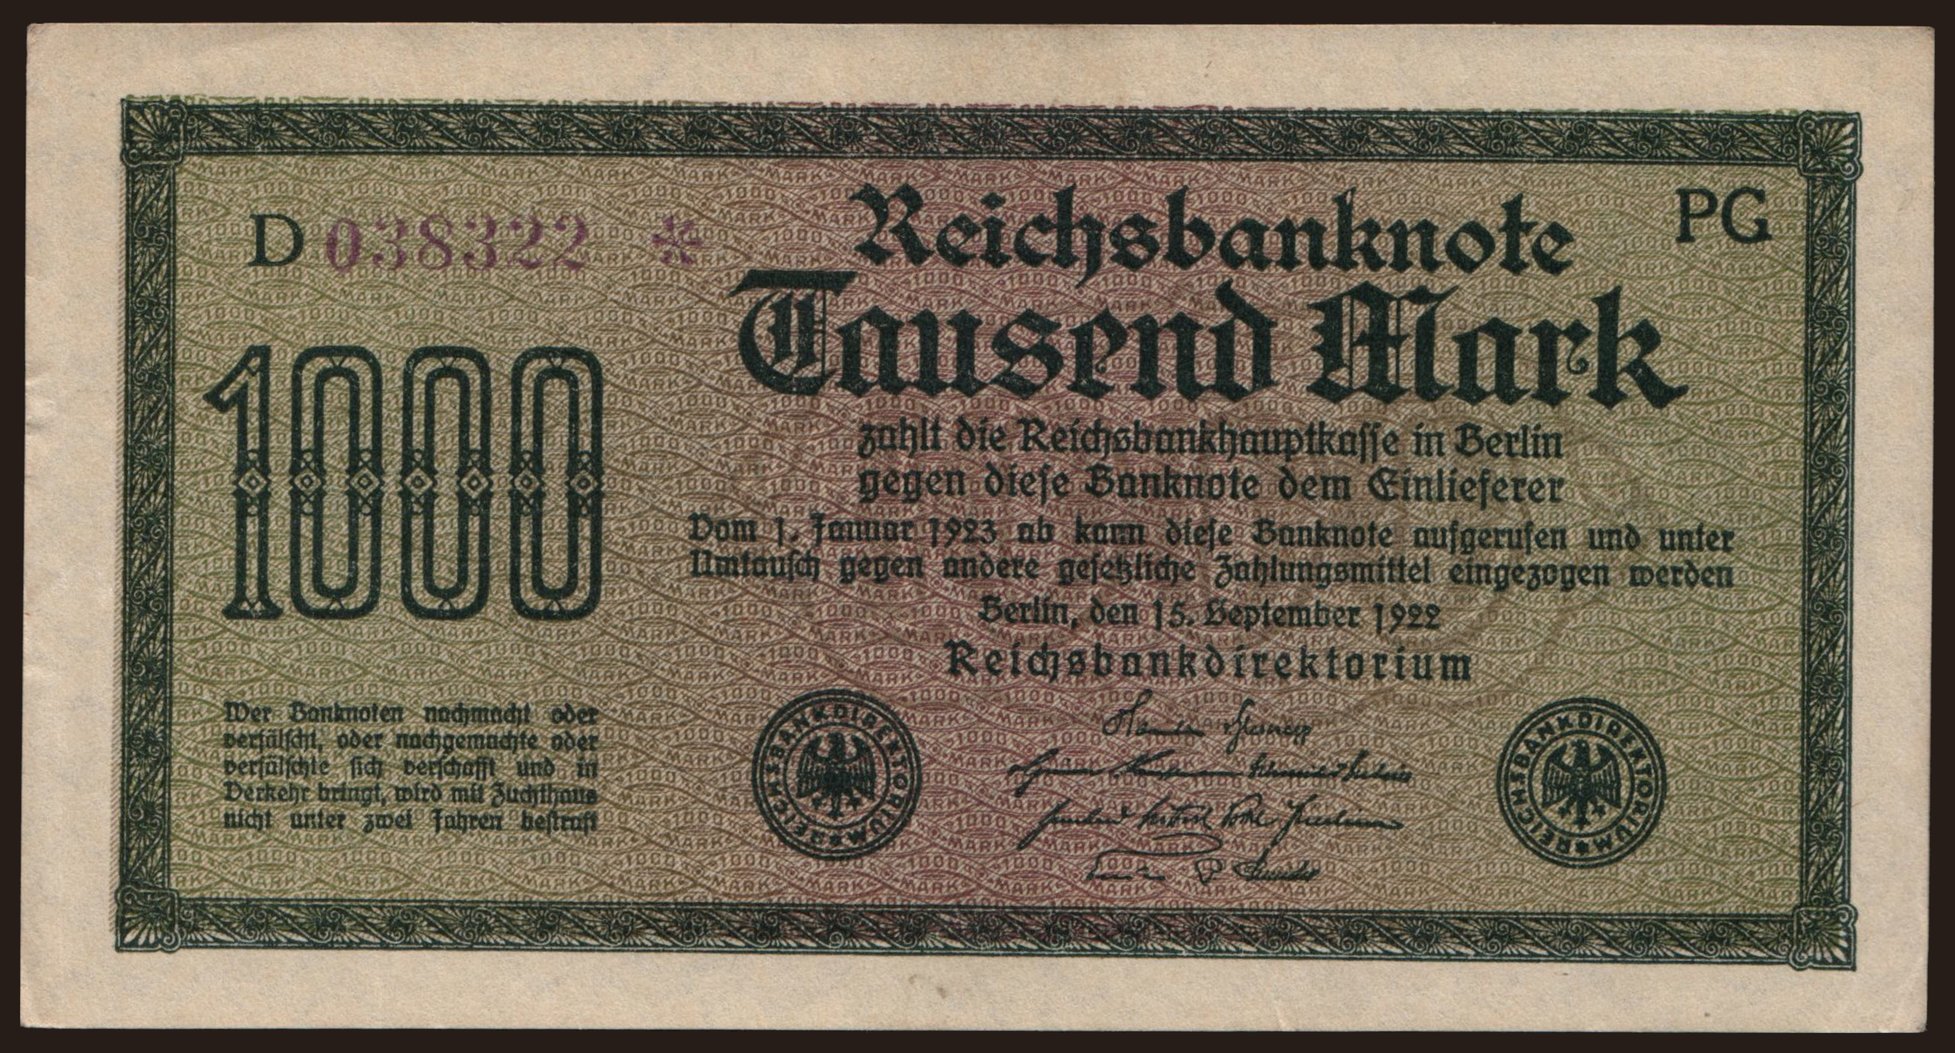 D 038322 *
Reichsbanknote
PG
Tausend Mark
1000
zahlt die Reichsbankhauptkasse in Berlin
gegen diese Banknote dem Einlieferer
Vom 1. Januar 1923 ab kann diese Banknote aufgerufen und unter
Umtausch gegen andere gesetzliche Zahlungsmittel eingezogen werden
Berlin, den 15. September 1922
Reichsbankdirektorium
Wer Banknoten nachmacht oder
verfälscht, oder nachgemachte oder
verfälschte sich verschafft und in
Verkehr bringt, wird mit Zuchthaus
nicht unter zwei Jahren bestraft
REICHSBANKDIREKTORIUM
REICHSBANKDIREKTORIUM